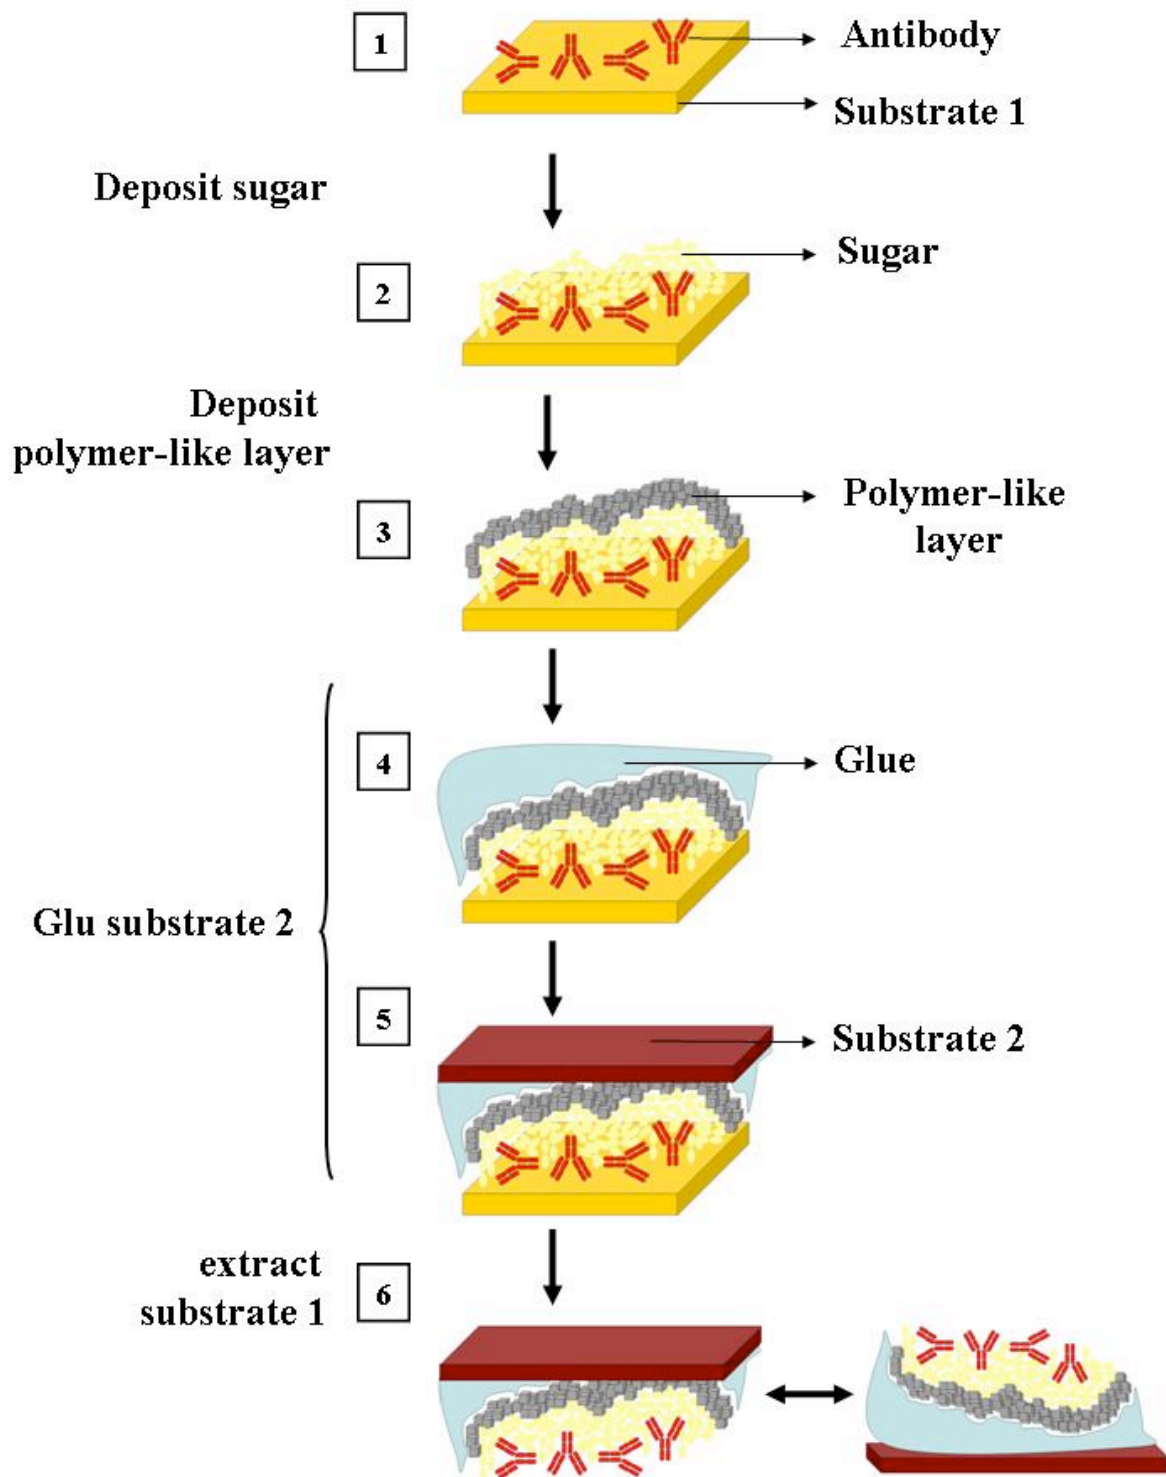 1
Antibody
Substrate 1
Deposit sugar
Sugar
2
Deposit
polymer-like layer
Polymer-like
layer
3
4
Glue
Glu substrate 2
5
Substrate 2
extract
substrate 1
6